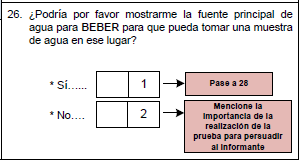 26. ¿Podría por favor mostrarme la fuente principal de
agua para BEBER para que pueda tomar una muestra
de agua en ese lugar?
* Sí...... 1 Pase a 28
* No.... 2 Mencione la
importancia de la
realización de la
prueba para persuadir
al informante